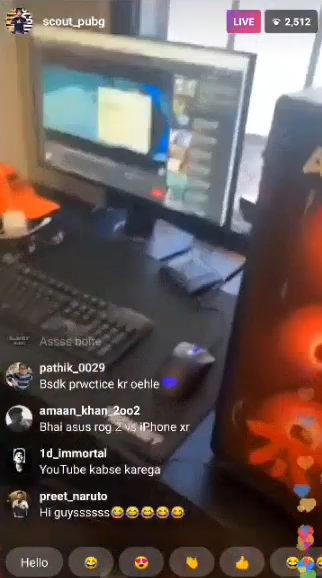 scout_pubg
LIVE
2,512
Assss bolte
pathik_0029
Bsdk prwctice kr oehle
amaan_khan_2oo2
Bhai asus rog 2 vs iPhone xr
1d_immortal
YouTube kabse karega
preet_naruto
Hi guyssssss😂😂😂😂😂
Hello